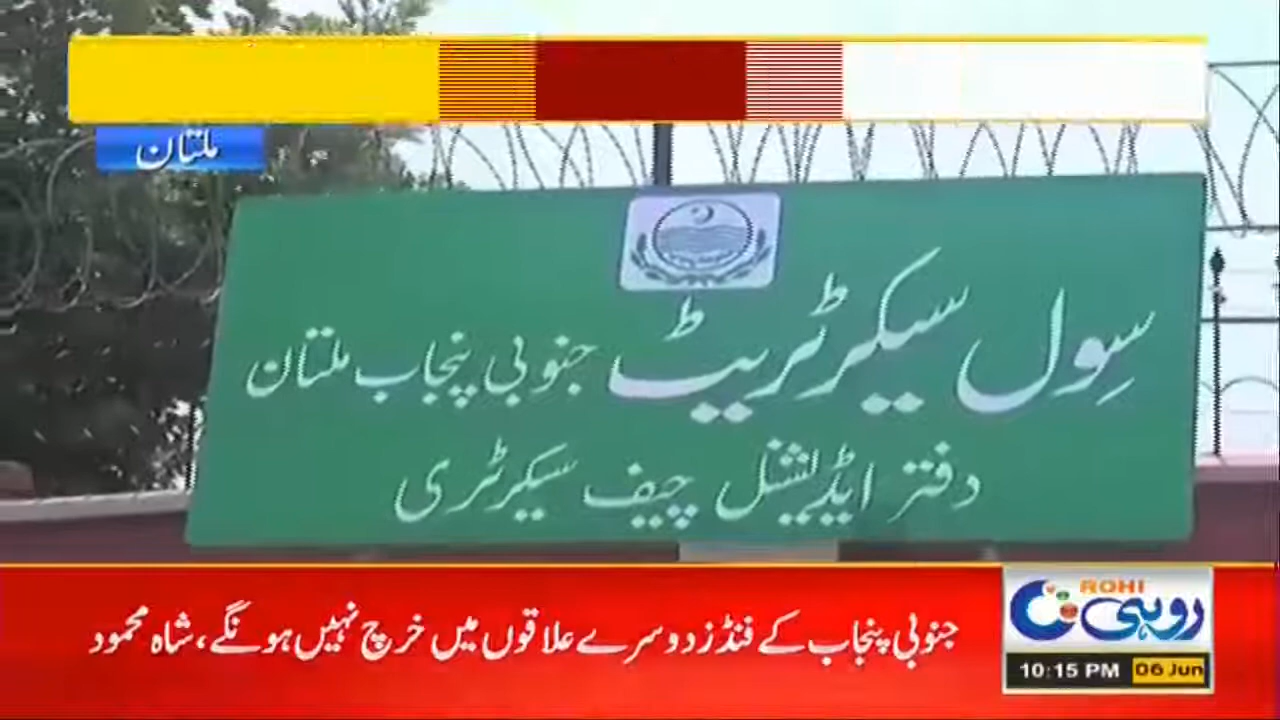 ملتان
سِول سیکرٹریٹ جنوبی پنجاب ملتان
دفتر ایڈیشنل چیف سیکرٹری
جنوبی پنجاب کے فنڈز دوسرے علاقوں میں خرچ نہیں ہونگے، شاہ محمود
ROHI
روہی
10:15 PM 06 Jun